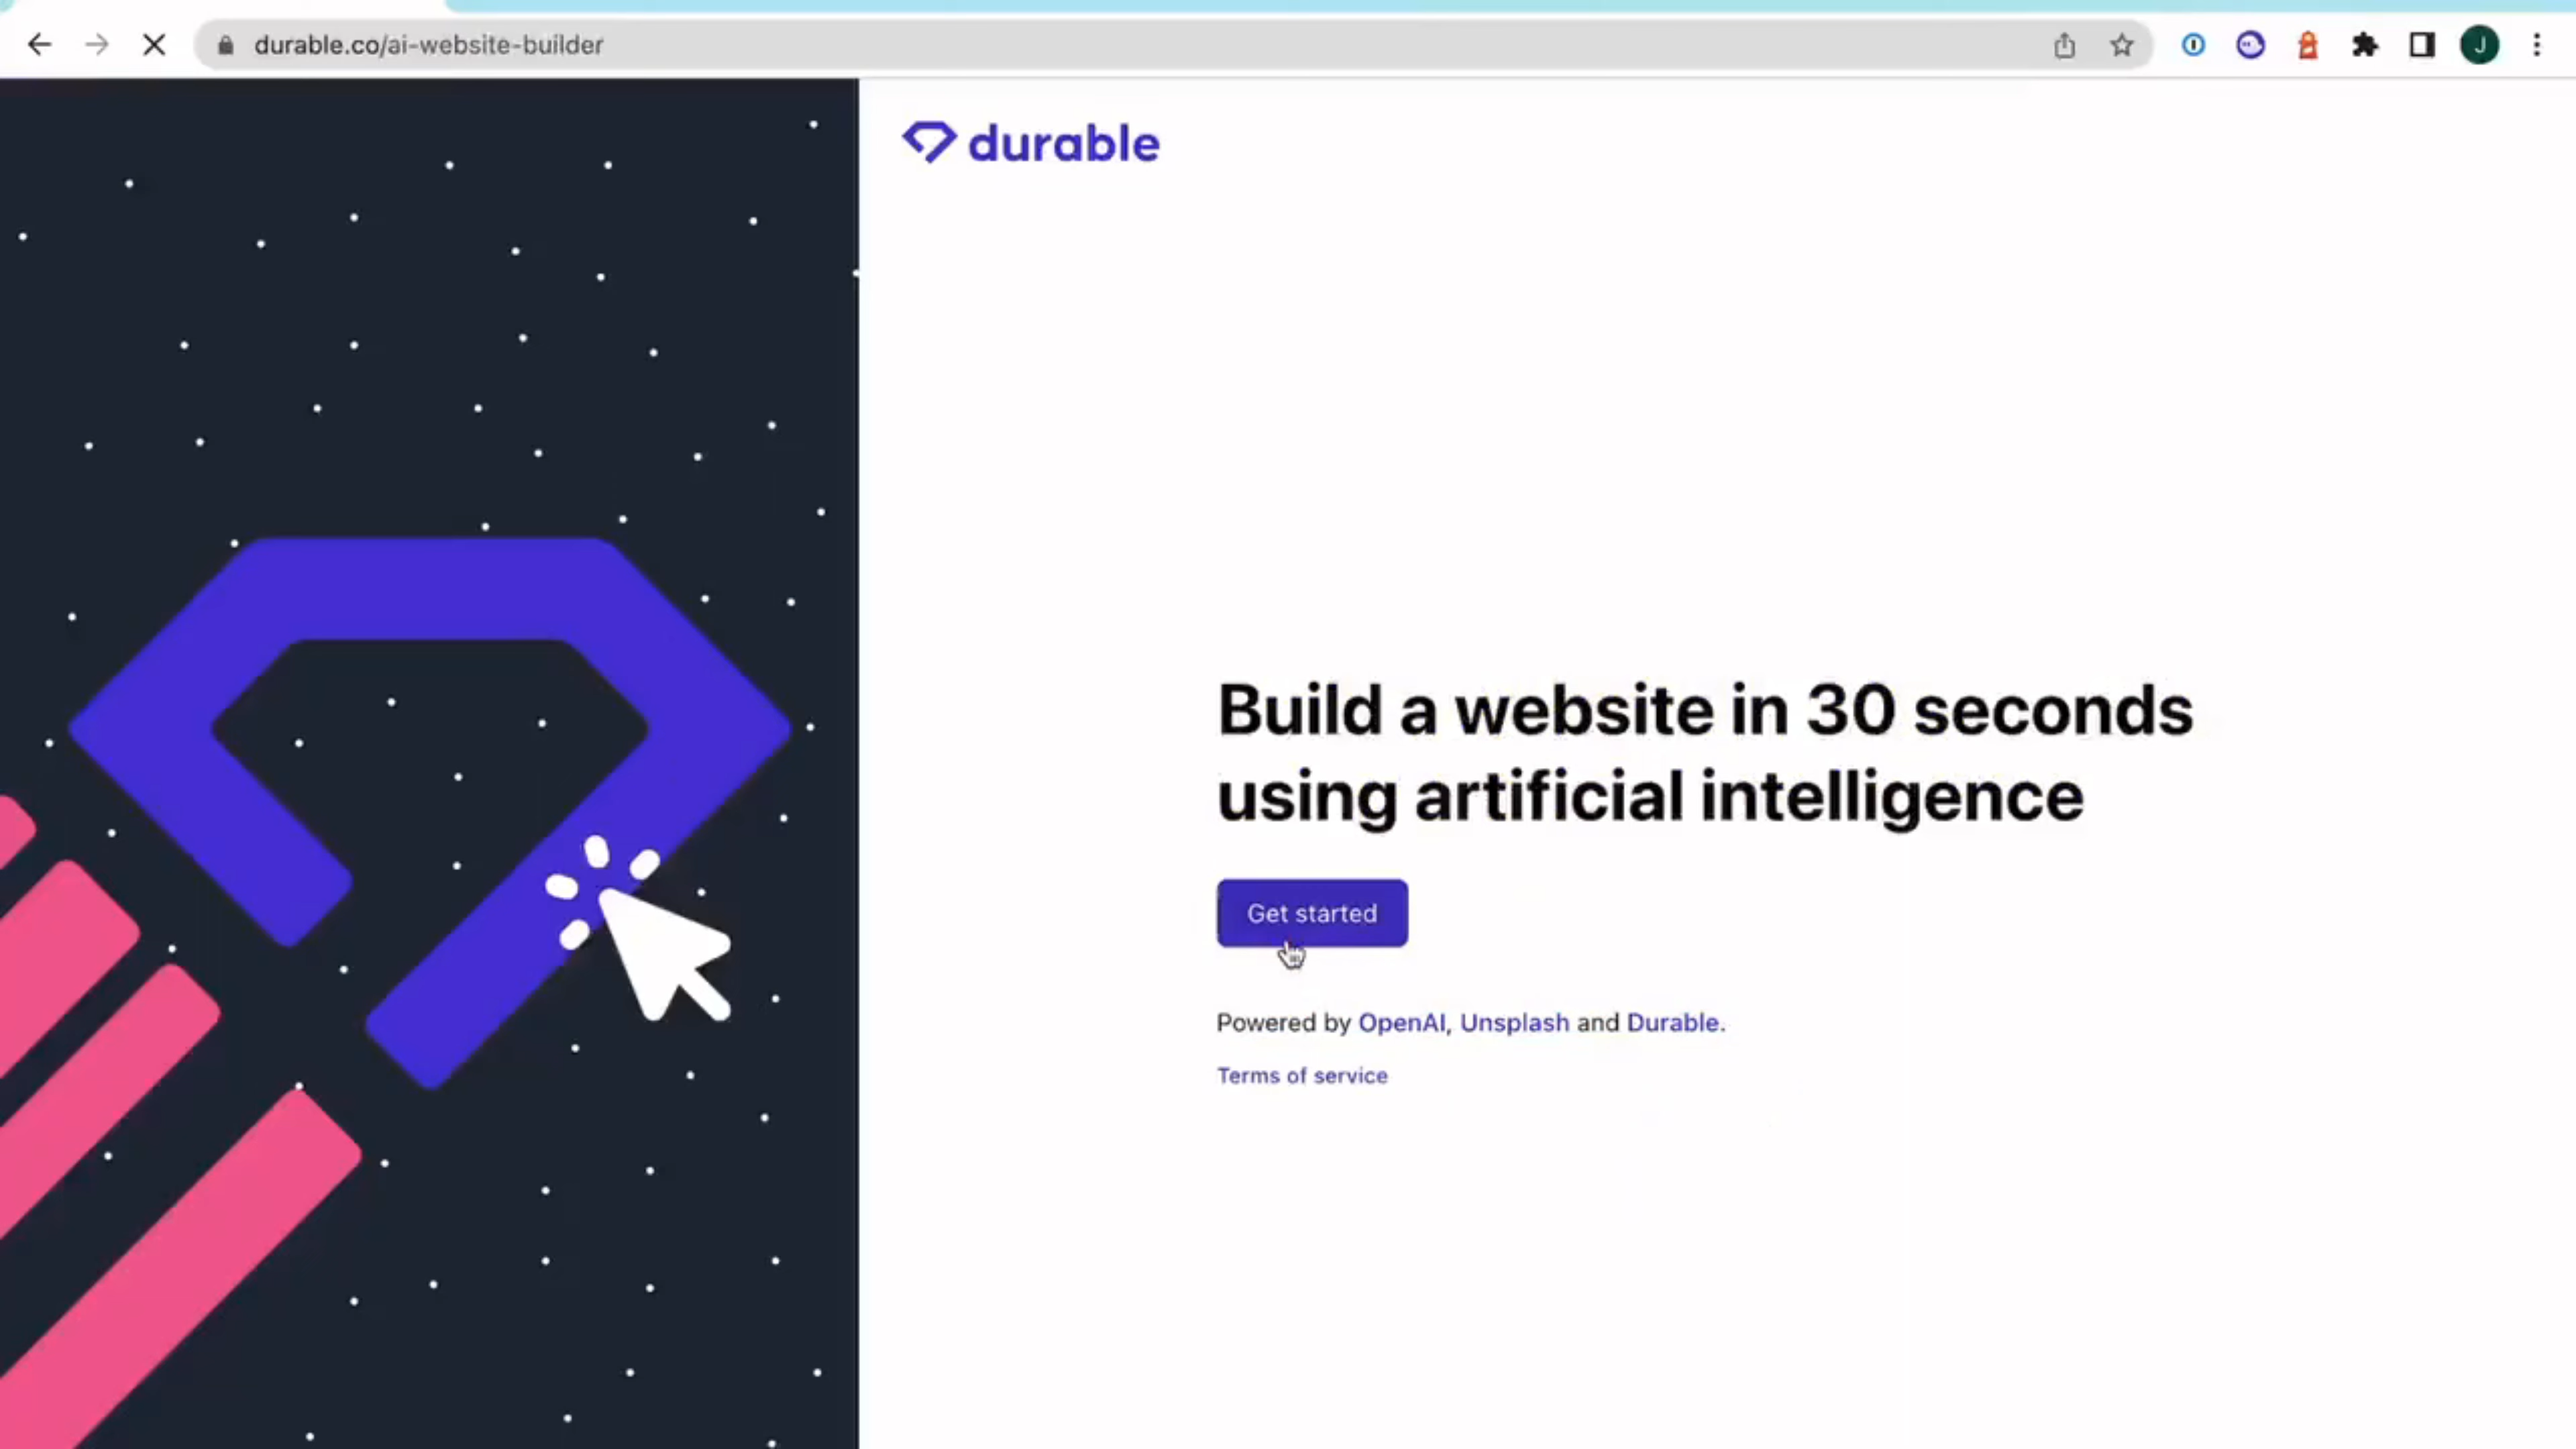 durable.co/ai-website-builder
J
durable
Build a website in 30 seconds
using artificial intelligence
Get started
Powered by OpenAI, Unsplash and Durable.
Terms of service